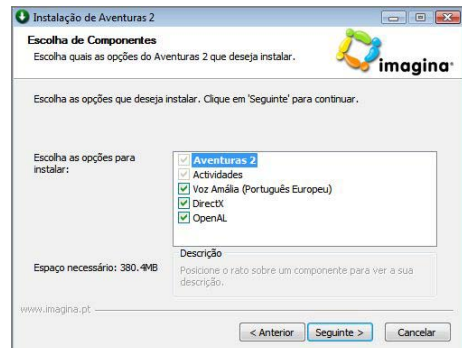 Instalação de Aventuras 2
Escolha de Componentes
Escolha quais as opções do Aventuras 2 que deseja instalar.
imagina
Escolha as opções que deseja instalar. Clique em 'Seguinte' para continuar.
Escolha as opções para
instalar:
Aventuras 2
Actividades
Voz Amália (Português Europeu)
DirectX
OpenAL
Espaço necessário: 380.4MB
Descrição
Posicione o rato sobre um componente para ver a sua
descrição.
www.imagina.pt
< Anterior
Seguinte >
Cancelar